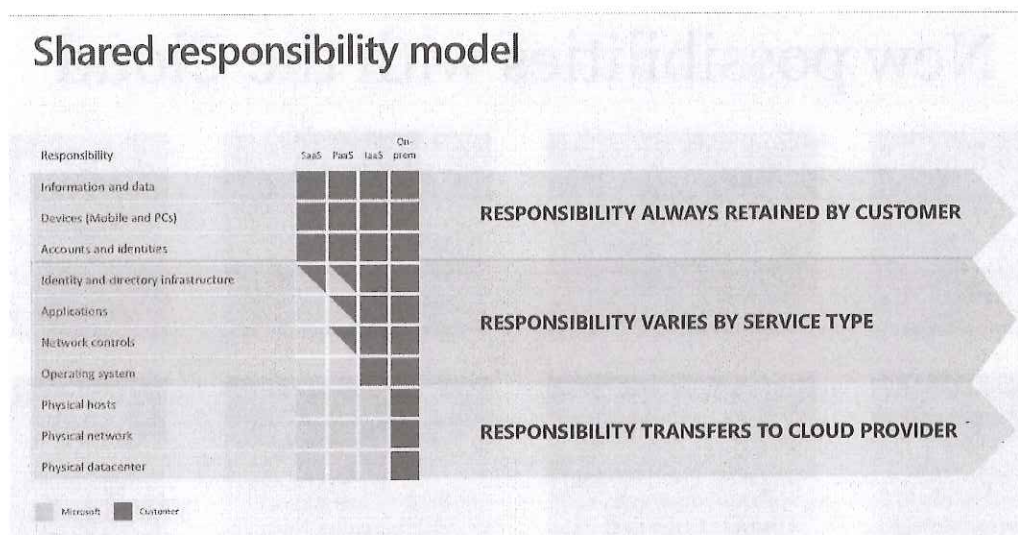 Shared responsibility model
Responsibility SaaS PaaS IaaS On-prem
Information and data
Devices (Mobile and PCs)
Accounts and identities
RESPONSIBILITY ALWAYS RETAINED BY CUSTOMER
Identity and directory infrastructure
Applications
Network controls
Operating system
RESPONSIBILITY VARIES BY SERVICE TYPE
Physical hosts
Physical network
Physical datacenter
RESPONSIBILITY TRANSFERS TO CLOUD PROVIDER
Microsoft Customer